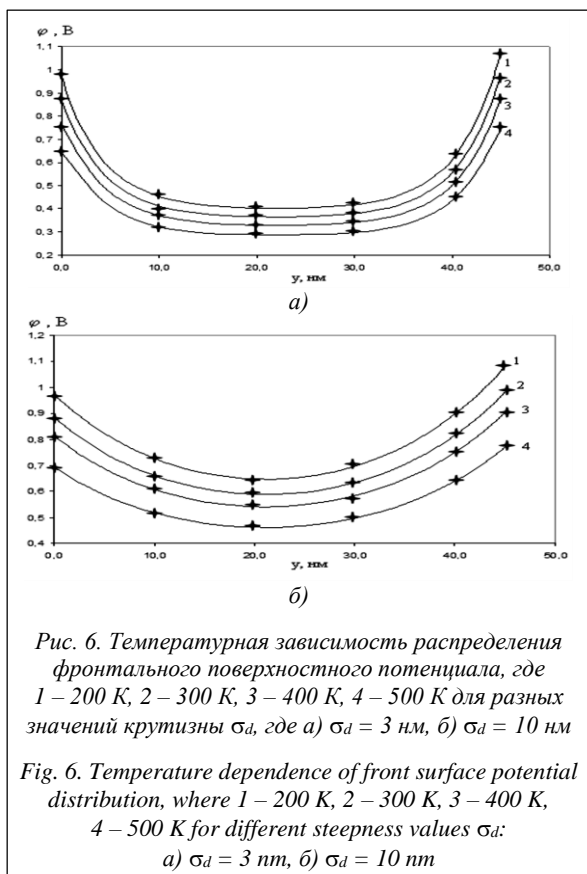 φ , В
1,1
1
0,9
0,8
0,7
0,6
0,5
0,4
0,3
0,2
1
2
3
4
0,0 10,0 20,0 30,0 40,0 50,0
y, нм
а)
φ , В
1,2
1,1
1
0,9
0,8
0,7
0,6
0,5
0,4
1
2
3
4
0,0 10,0 20,0 30,0 40,0 50,0
y, нм
б)
Рис. 6. Температурная зависимость распределения
фронтального поверхностного потенциала, где
1 – 200 К, 2 – 300 К, 3 – 400 К, 4 – 500 К для разных
значений крутизны σd, где а) σd = 3 нм, б) σd = 10 нм
Fig. 6. Temperature dependence of front surface potential
distribution, where 1 – 200 K, 2 – 300 K, 3 – 400 K,
4 – 500 K for different steepness values σd:
a) σd = 3 nm, б) σd = 10 nm